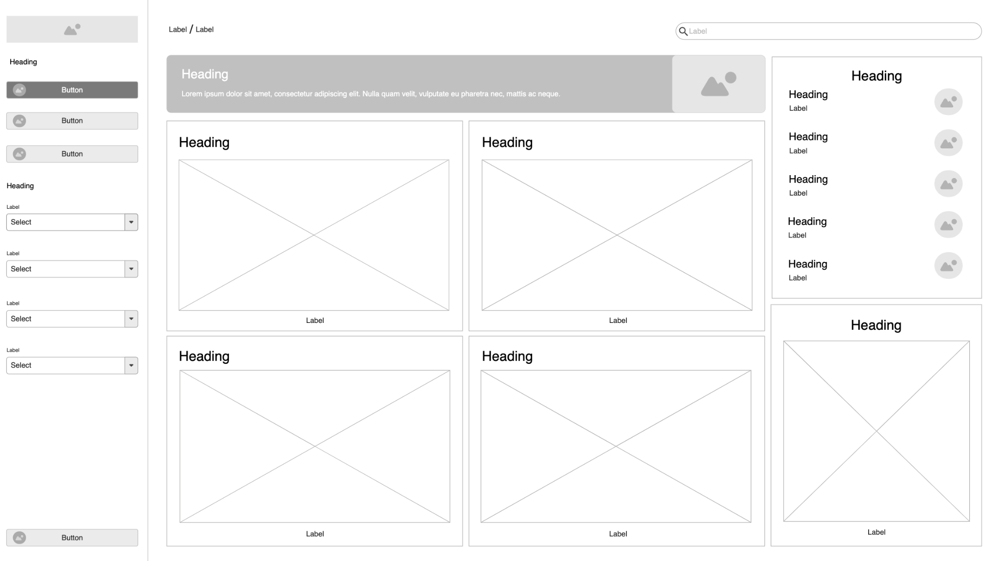 Heading
Button
Button
Button
Heading
Label
Select
Label
Select
Label
Select
Label
Select
Button
Label / Label
Label
Heading
Lorem ipsum dolor sit amet, consectetur adipiscing elit. Nulla quam velit, vulputate eu pharetra nec, mattis ac neque.
Heading
Label
Heading
Label
Heading
Label
Heading
Label
Heading
Heading
Label
Heading
Label
Heading
Label
Heading
Label
Heading
Label
Heading
Label